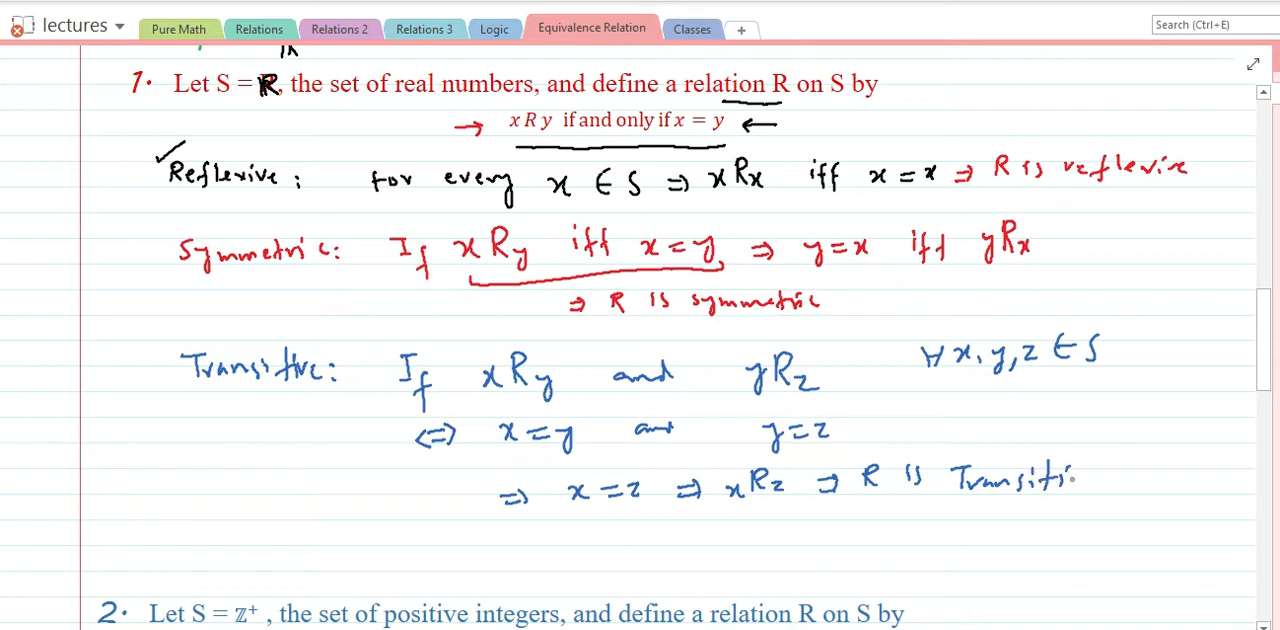 lectures
Pure Math Relations Relations 2 Relations 3 Logic Equivalence Relation Classes +
Search (Ctrl+E)
IR
1. Let S = R, the set of real numbers, and define a relation R on S by
→ x R y if and only if x = y ←
✓ Reflexive: for every x ∈ S ⇒ xRx iff x = x ⇒ R is reflexive
Symmetric: If xRy iff x = y, ⇒ y = x iff yRx
⇒ R is symmetric
Transitive: If xRy and yRz ∀ x, y, z ∈ S
⇔ x = y and y = z
⇒ x = z ⇒ xRz ⇒ R is Transiti
2. Let S = ℤ⁺ , the set of positive integers, and define a relation R on S by